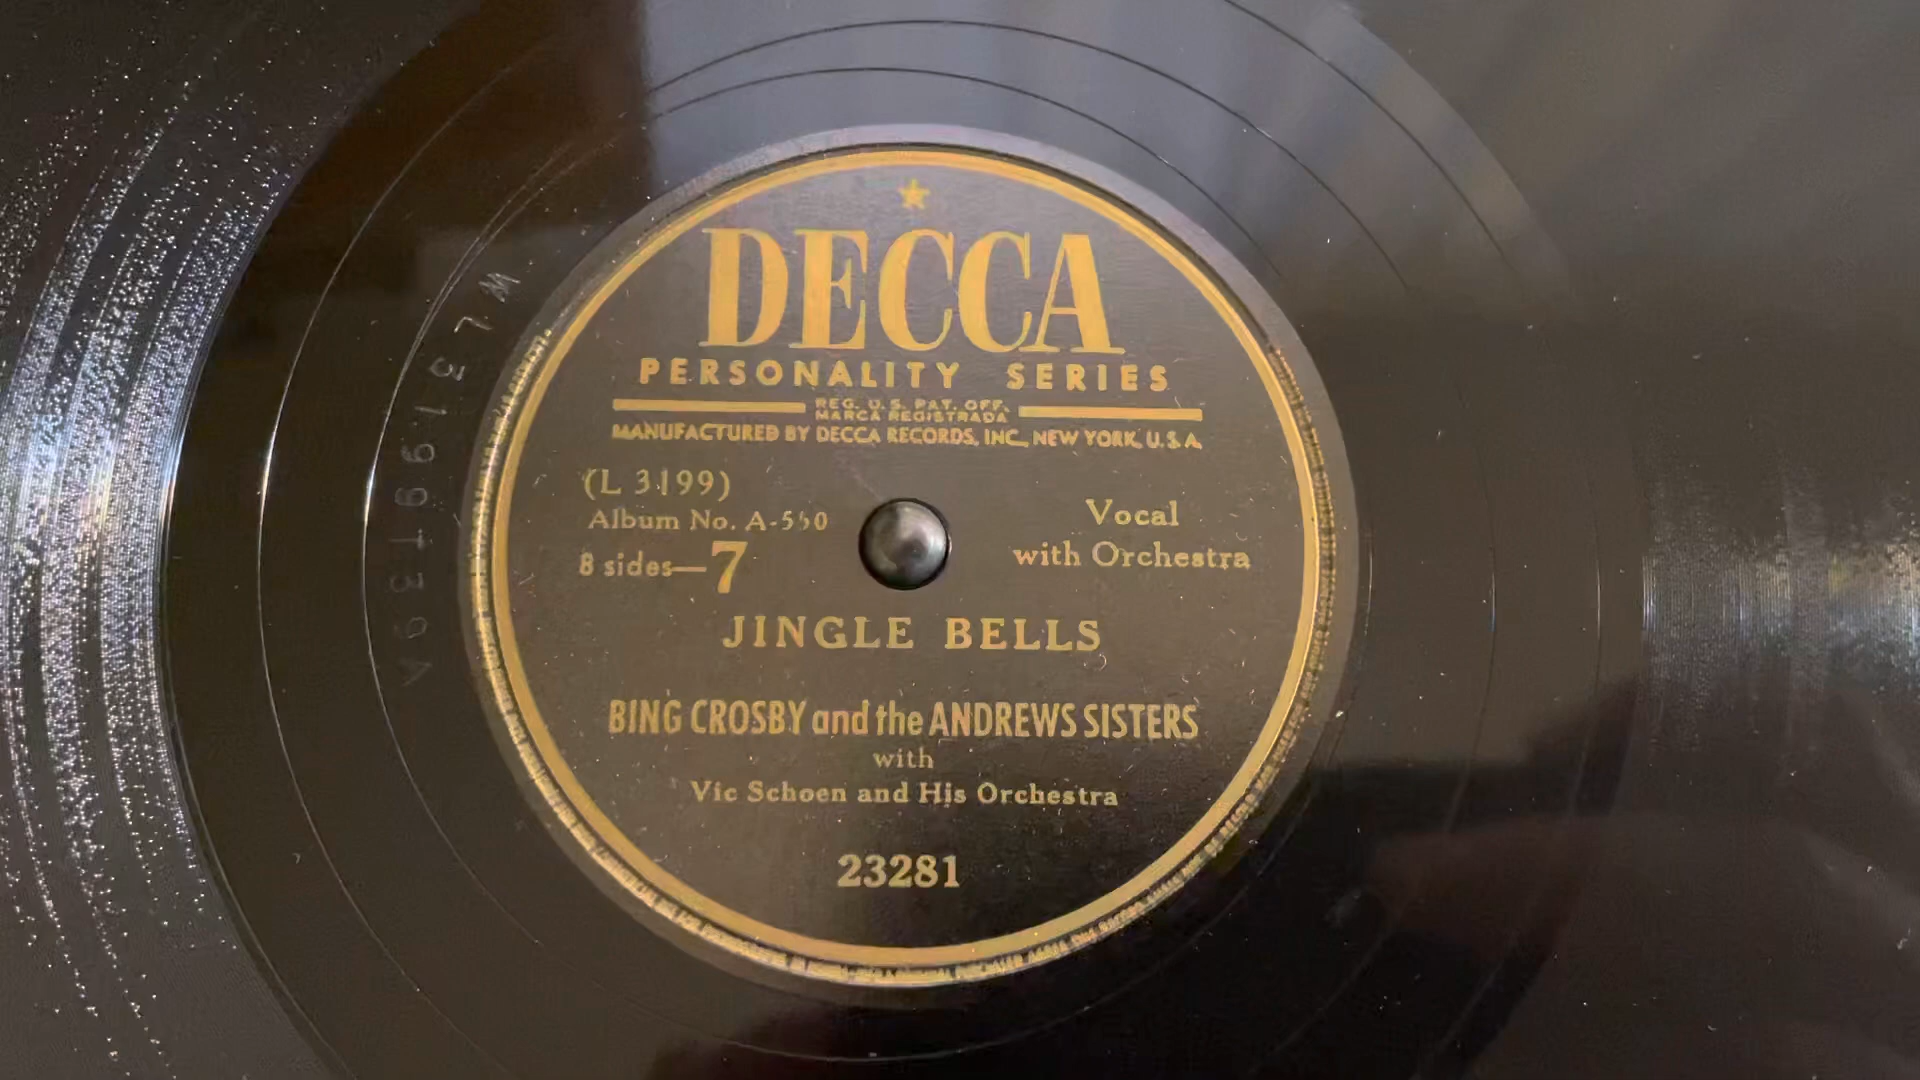 DECCA
PERSONALITY SERIES
REG. U.S. PAT. OFF.
MARCA REGISTRADA
MANUFACTURED BY DECCA RECORDS, INC., NEW YORK, U.S.A.
(L 3199)
Album No. A-550
8 sides—7
Vocal
with Orchestra
JINGLE BELLS
BING CROSBY and the ANDREWS SISTERS
with
Vic Schoen and His Orchestra
23281